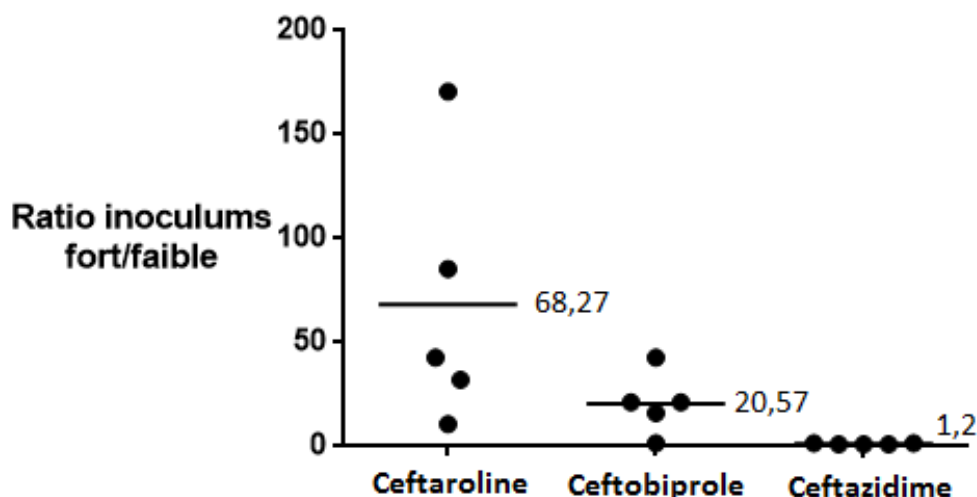 200
150
Ratio inoculums
fort/faible
100
68,27
50
20,57
1,2
0
Ceftaroline Ceftobiprole Ceftazidime